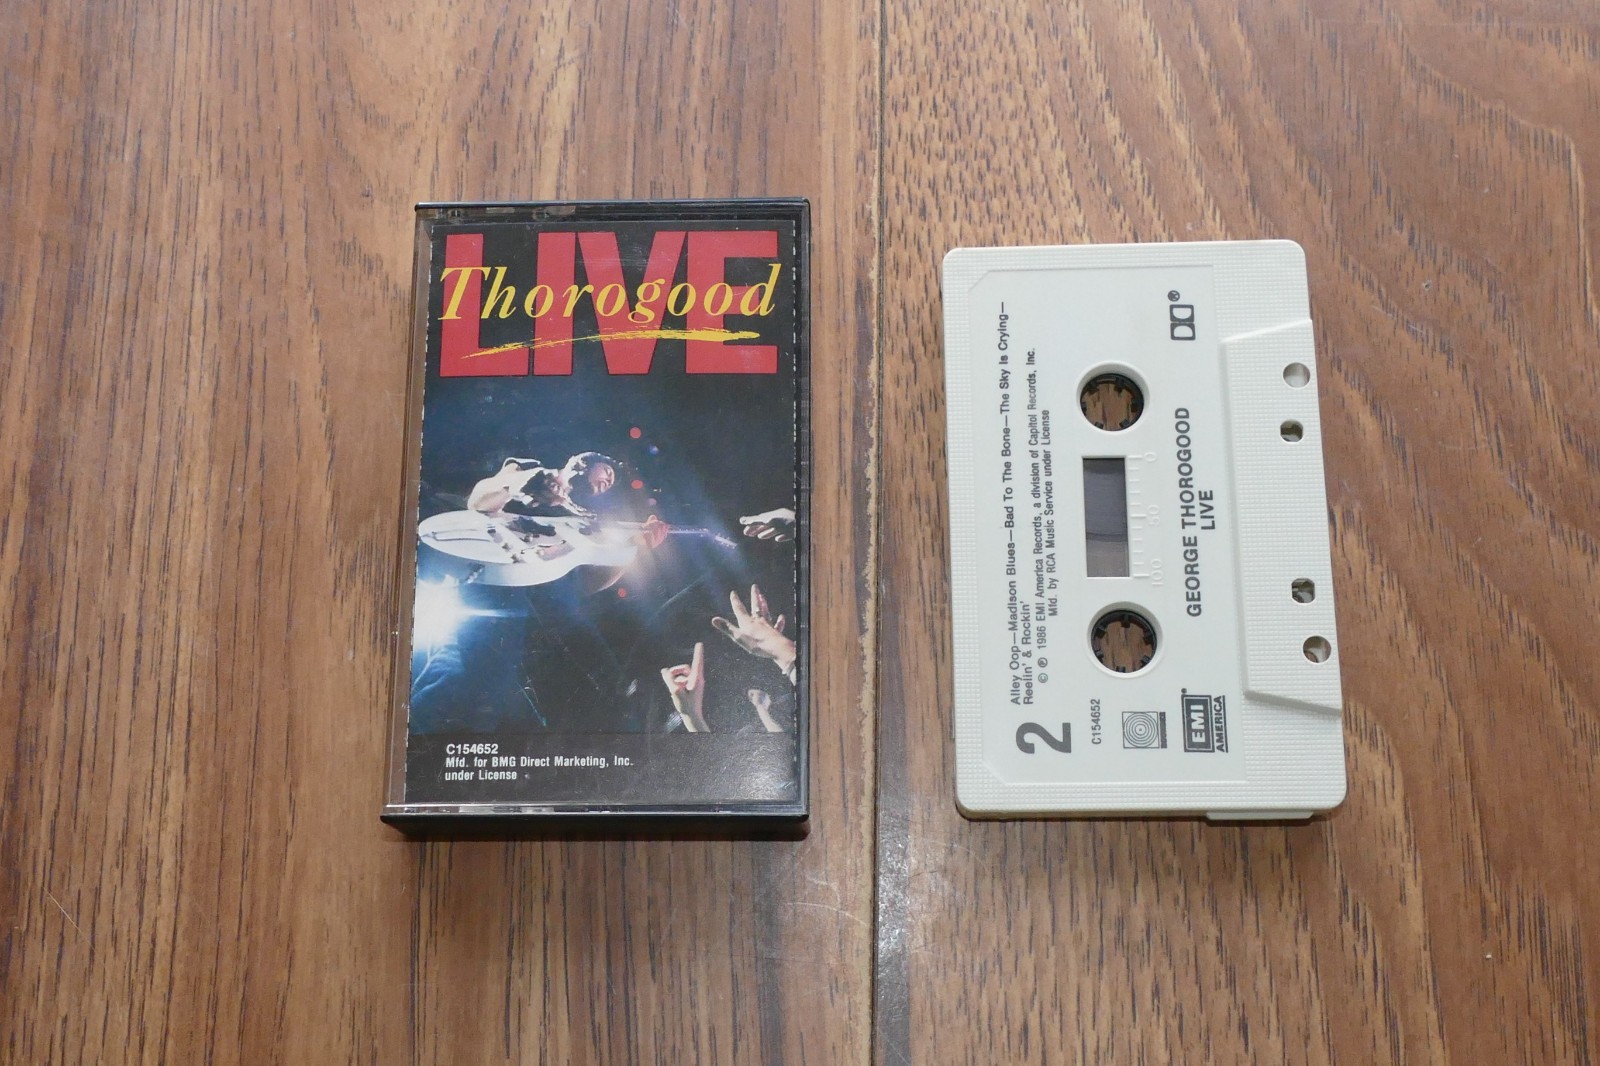 LIVE
Thorogood
C154652
Mfd. for BMG Direct Marketing, Inc.
under License
2
Alley Oop—Madison Blues—Bad To The Bone—The Sky Is Crying—
Reelin' & Rockin'
© ℗ 1986 EMI America Records, a division of Capitol Records, Inc.
Mfd. by RCA Music Service under License
C154652
100 50 0
GEORGE THOROGOOD
LIVE
EMI®
AMERICA
®